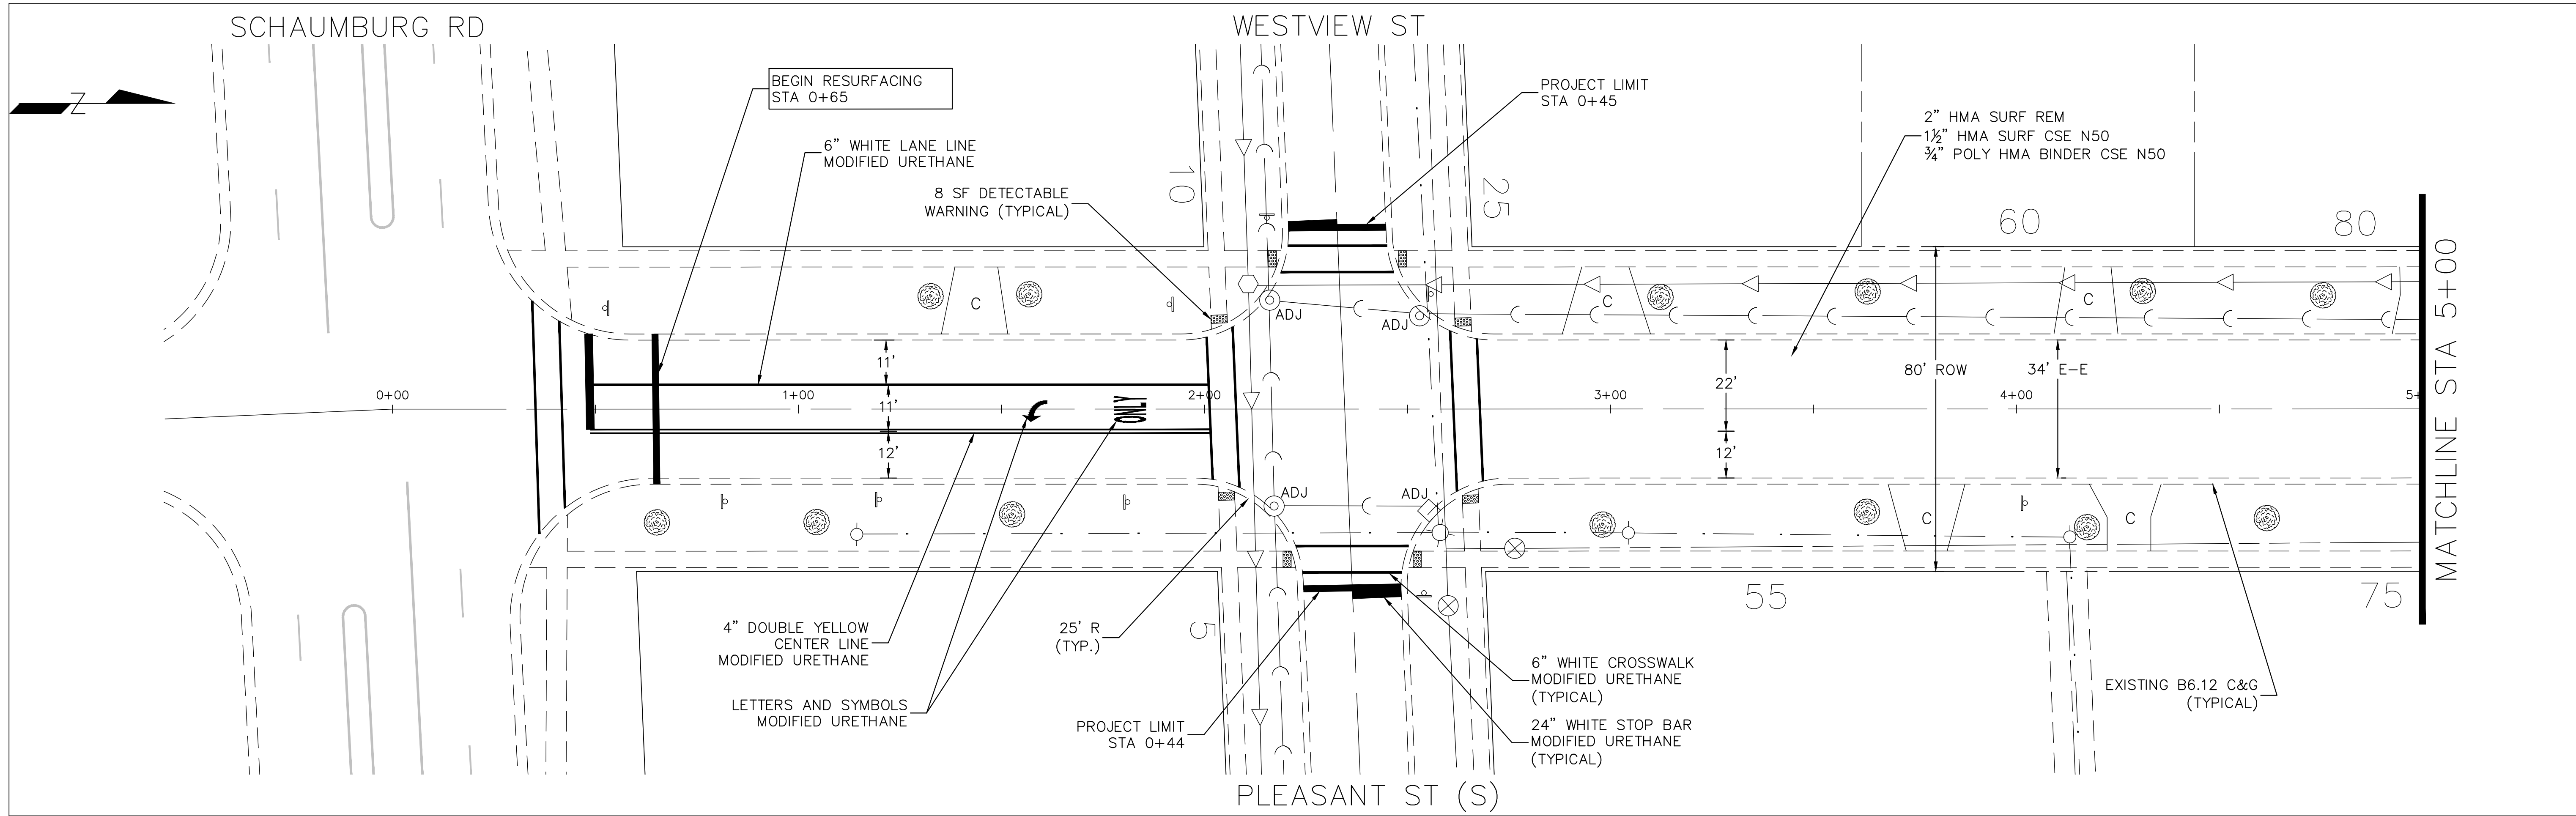 SCHAUMBURG RD
WESTVIEW ST
Z
BEGIN RESURFACING
STA 0+65
6" WHITE LANE LINE
MODIFIED URETHANE
8 SF DETECTABLE
WARNING (TYPICAL)
10
25
PROJECT LIMIT
STA 0+45
2" HMA SURF REM
1½" HMA SURF CSE N50
¾" POLY HMA BINDER CSE N50
60
80
C
ADJ
ADJ
C
C
0+00
1+00
2+00
3+00
4+00
5+
11'
11'
12'
ONLY
22'
12'
80' ROW
34' E-E
MATCHLINE STA 5+00
ADJ
ADJ
C
C
5
55
75
4" DOUBLE YELLOW
CENTER LINE
MODIFIED URETHANE
LETTERS AND SYMBOLS
MODIFIED URETHANE
25' R
(TYP.)
PROJECT LIMIT
STA 0+44
6" WHITE CROSSWALK
MODIFIED URETHANE
(TYPICAL)
24" WHITE STOP BAR
MODIFIED URETHANE
(TYPICAL)
EXISTING B6.12 C&G
(TYPICAL)
PLEASANT ST (S)